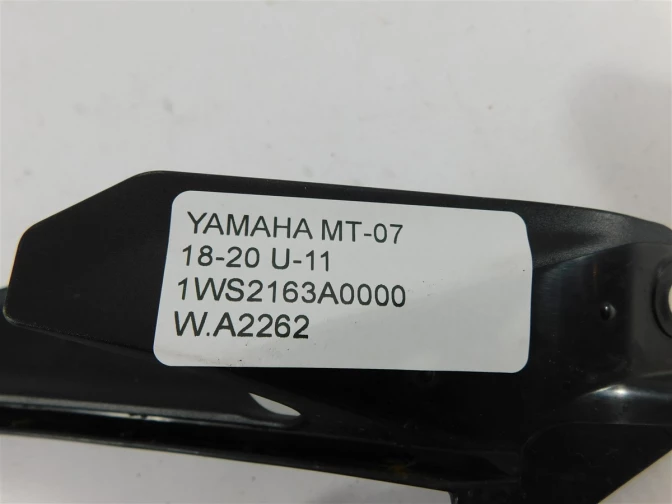 YAMAHA MT-07
18-20 U-11
1WS2163A0000
W.A2262